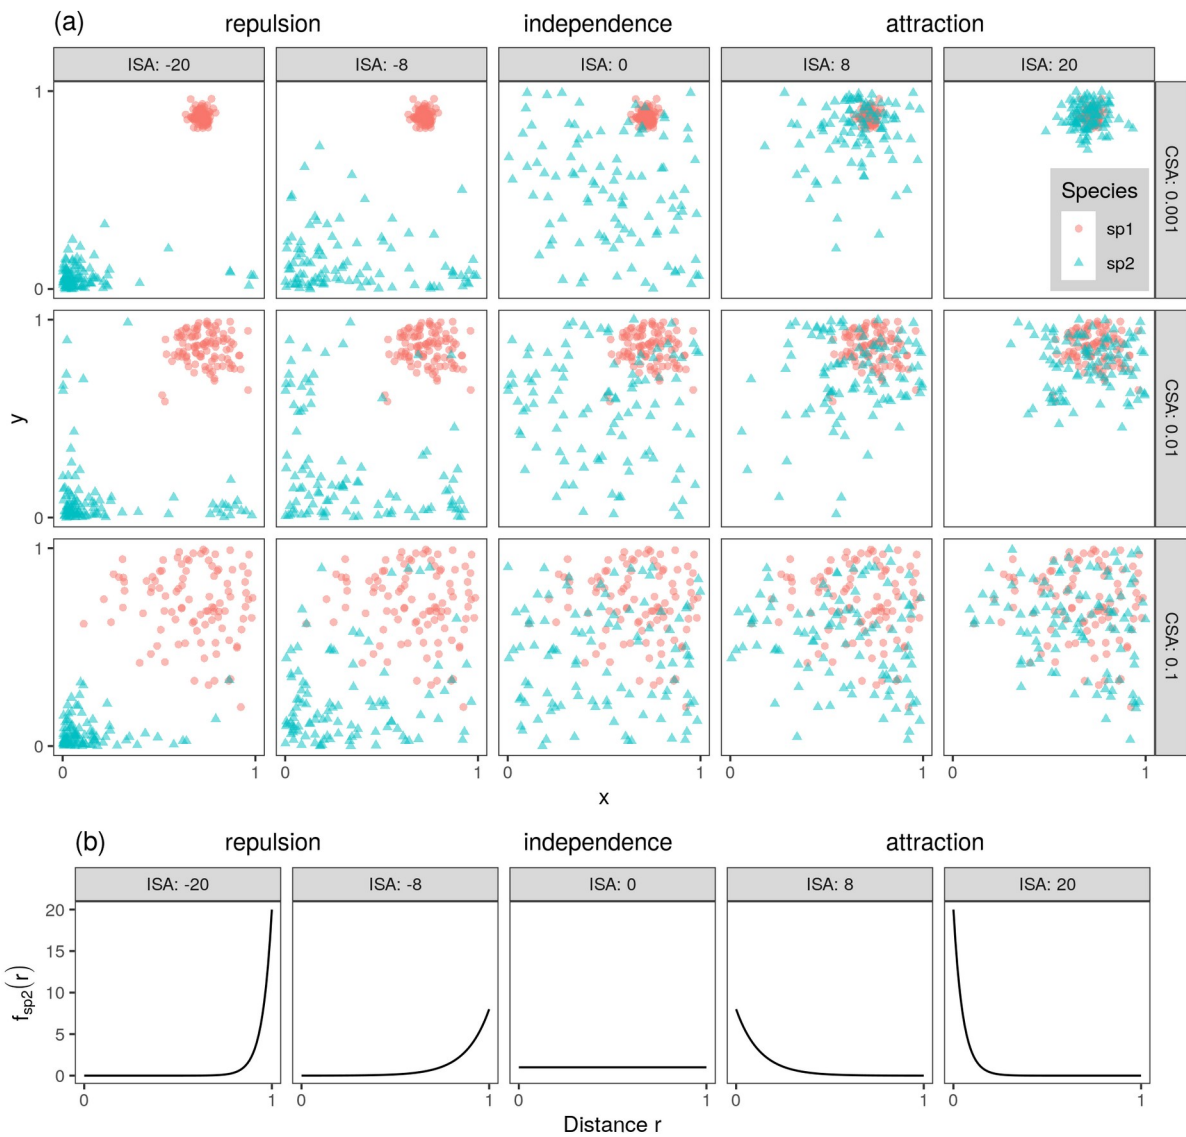 (a) repulsion independence attraction
ISA: -20 ISA: -8 ISA: 0 ISA: 8 ISA: 20
1
0
CSA: 0.001
Species
sp1
sp2
1
0
CSA: 0.01
y
1
0
CSA: 0.1
0 1 0 1 0 1 0 1 0 1
x
(b) repulsion independence attraction
ISA: -20 ISA: -8 ISA: 0 ISA: 8 ISA: 20
20
15
10
5
0
fsp2(r)
0 1 0 1 0 1 0 1 0 1
Distance r